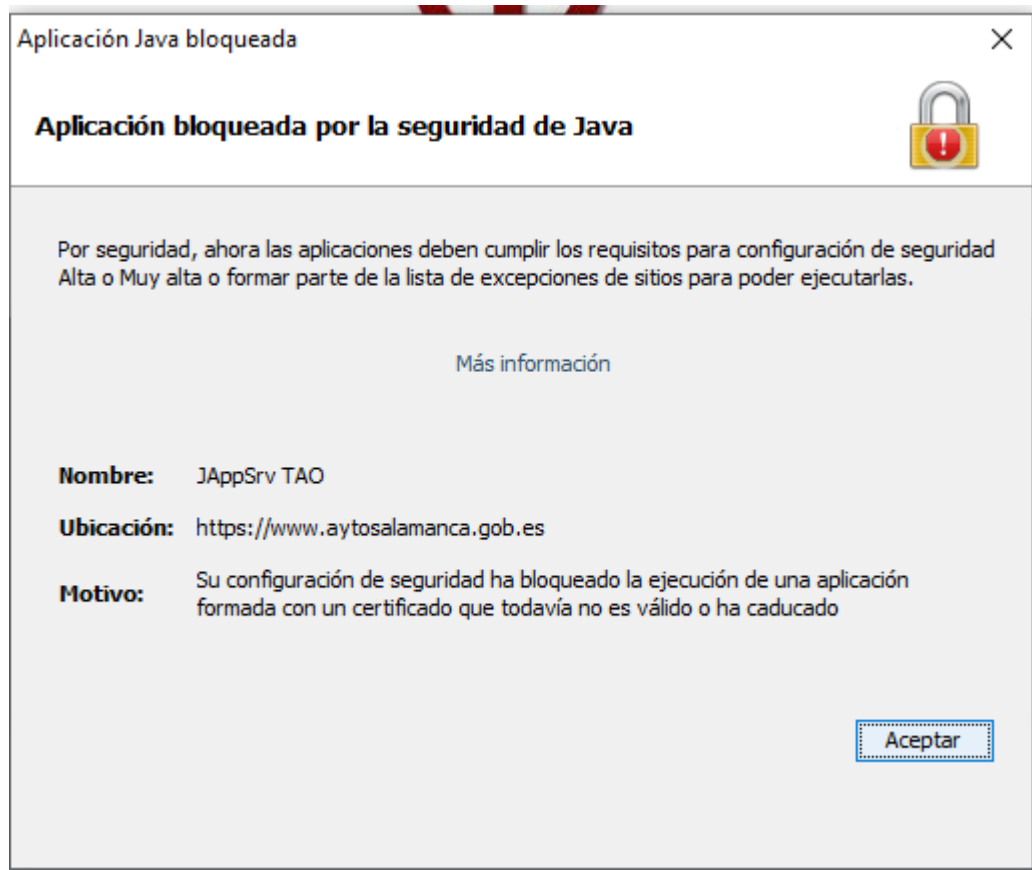 Aplicación Java bloqueada
Aplicación bloqueada por la seguridad de Java
Por seguridad, ahora las aplicaciones deben cumplir los requisitos para configuración de seguridad
Alta o Muy alta o formar parte de la lista de excepciones de sitios para poder ejecutarlas.
Más información
Nombre: JAppSrv TAO
Ubicación: https://www.aytosalamanca.gob.es
Motivo: Su configuración de seguridad ha bloqueado la ejecución de una aplicación
formada con un certificado que todavía no es válido o ha caducado
Aceptar